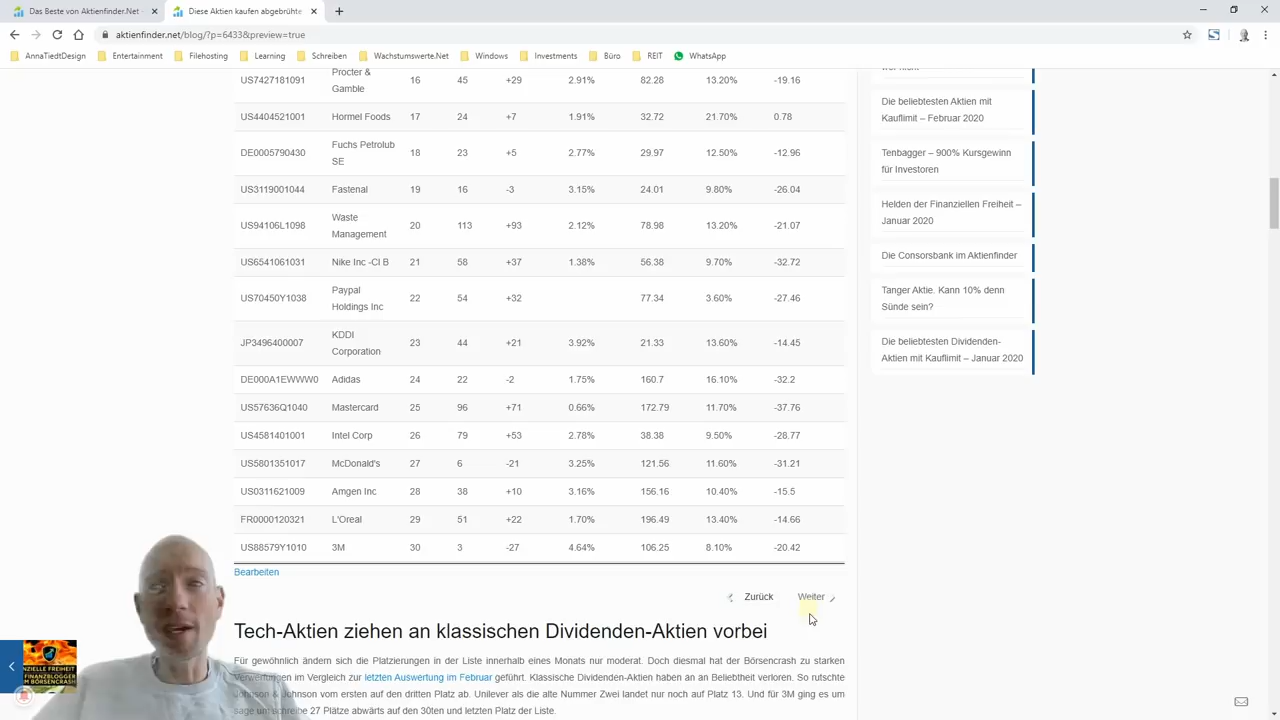 Das Beste von Aktienfinder.Net -
Diese Aktien kaufen abgebrühte
aktienfinder.net/blog/?p=6433&preview=true
AnnaTiedtDesign Entertainment Filehosting Learning Schreiben Wachstumswerte.Net Windows Investments Büro REIT WhatsApp
US7427181091 Procter & Gamble 16 45 +29 2.91% 82.28 13.20% -19.16
US4404521001 Hormel Foods 17 24 +7 1.91% 32.72 21.70% 0.78
DE0005790430 Fuchs Petrolub SE 18 23 +5 2.77% 29.97 12.50% -12.96
US3119001044 Fastenal 19 16 -3 3.15% 24.01 9.80% -26.04
US94106L1098 Waste Management 20 113 +93 2.12% 78.98 13.20% -21.07
US6541061031 Nike Inc -Cl B 21 58 +37 1.38% 56.38 9.70% -32.72
US70450Y1038 Paypal Holdings Inc 22 54 +32 77.34 3.60% -27.46
JP3496400007 KDDI Corporation 23 44 +21 3.92% 21.33 13.60% -14.45
DE000A1EWWW0 Adidas 24 22 -2 1.75% 160.7 16.10% -32.2
US57636Q1040 Mastercard 25 96 +71 0.66% 172.79 11.70% -37.76
US4581401001 Intel Corp 26 79 +53 2.78% 38.38 9.50% -28.77
US5801351017 McDonald's 27 6 -21 3.25% 121.56 11.60% -31.21
US0311621009 Amgen Inc 28 38 +10 3.16% 156.16 10.40% -15.5
FR0000120321 L'Oreal 29 51 +22 1.70% 196.49 13.40% -14.66
US88579Y1010 3M 30 3 -27 4.64% 106.25 8.10% -20.42
Bearbeiten
Zurück Weiter
Tech-Aktien ziehen an klassischen Dividenden-Aktien vorbei
Für gewöhnlich ändern sich die Platzierungen in der Liste innerhalb eines Monats nur moderat. Doch diesmal hat der Börsencrash zu starken
Verwerfungen im Vergleich zur letzten Auswertung im Februar geführt. Klassische Dividenden-Aktien haben an an Beliebtheit verloren. So rutschte
Johnson & Johnson vom ersten auf den dritten Platz ab. Unilever als die alte Nummer Zwei landet nur noch auf Platz 13. Und für 3M ging es um
sage um schreibe 27 Plätze abwärts auf den 30ten und letzten Platz der Liste.
Die beliebtesten Aktien mit
Kauflimit – Februar 2020
Tenbagger – 900% Kursgewinn
für Investoren
Helden der Finanziellen Freiheit –
Januar 2020
Die Consorsbank im Aktienfinder
Tanger Aktie. Kann 10% denn
Sünde sein?
Die beliebtesten Dividenden-
Aktien mit Kauflimit – Januar 2020
NZIELLE FREIHEIT
FINANZBLOGGER
M BÖRSENCRASH